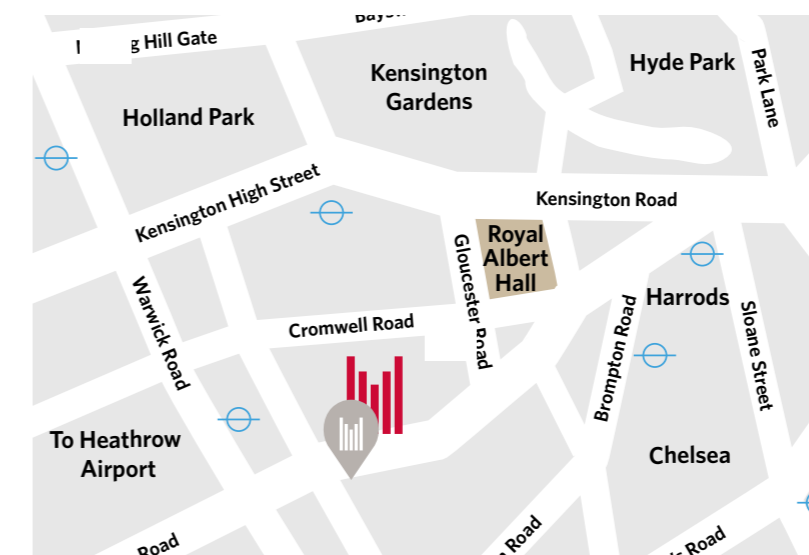 Hill Gate
Holland Park
Kensington
Gardens
Hyde Park
Park Lane
Kensington High Street
Kensington Road
Royal
Albert
Hall
Gloucester Road
Harrods
Warwick Road
Cromwell Road
Brompton Road
Sloane Street
To Heathrow
Airport
Chelsea
Road
Road
Road